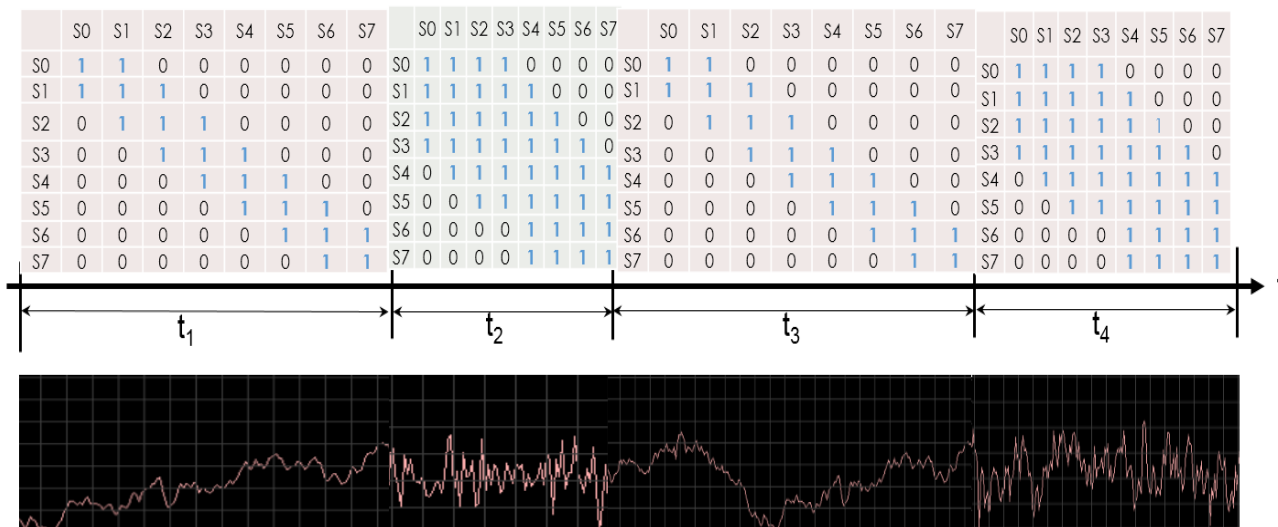 S0 S1 S2 S3 S4 S5 S6 S7
S0 1 1 0 0 0 0 0 0
S1 1 1 1 0 0 0 0 0
S2 0 1 1 1 0 0 0 0
S3 0 0 1 1 1 0 0 0
S4 0 0 0 1 1 1 0 0
S5 0 0 0 0 1 1 1 0
S6 0 0 0 0 0 1 1 1
S7 0 0 0 0 0 0 1 1
S0 S1 S2 S3 S4 S5 S6 S7
S0 1 1 1 1 0 0 0 0
S1 1 1 1 1 1 0 0 0
S2 1 1 1 1 1 1 0 0
S3 1 1 1 1 1 1 1 0
S4 0 1 1 1 1 1 1 1
S5 0 0 1 1 1 1 1 1
S6 0 0 0 0 1 1 1 1
S7 0 0 0 0 1 1 1 1
S0 S1 S2 S3 S4 S5 S6 S7
S0 1 1 0 0 0 0 0 0
S1 1 1 1 0 0 0 0 0
S2 0 1 1 1 0 0 0 0
S3 0 0 1 1 1 0 0 0
S4 0 0 0 1 1 1 0 0
S5 0 0 0 0 1 1 1 0
S6 0 0 0 0 0 1 1 1
S7 0 0 0 0 0 0 1 1
S0 S1 S2 S3 S4 S5 S6 S7
S0 1 1 1 1 0 0 0 0
S1 1 1 1 1 1 0 0 0
S2 1 1 1 1 1 1 0 0
S3 1 1 1 1 1 1 1 0
S4 0 1 1 1 1 1 1 1
S5 0 0 1 1 1 1 1 1
S6 0 0 0 0 1 1 1 1
S7 0 0 0 0 1 1 1 1
t₁ t₂ t₃ t₄